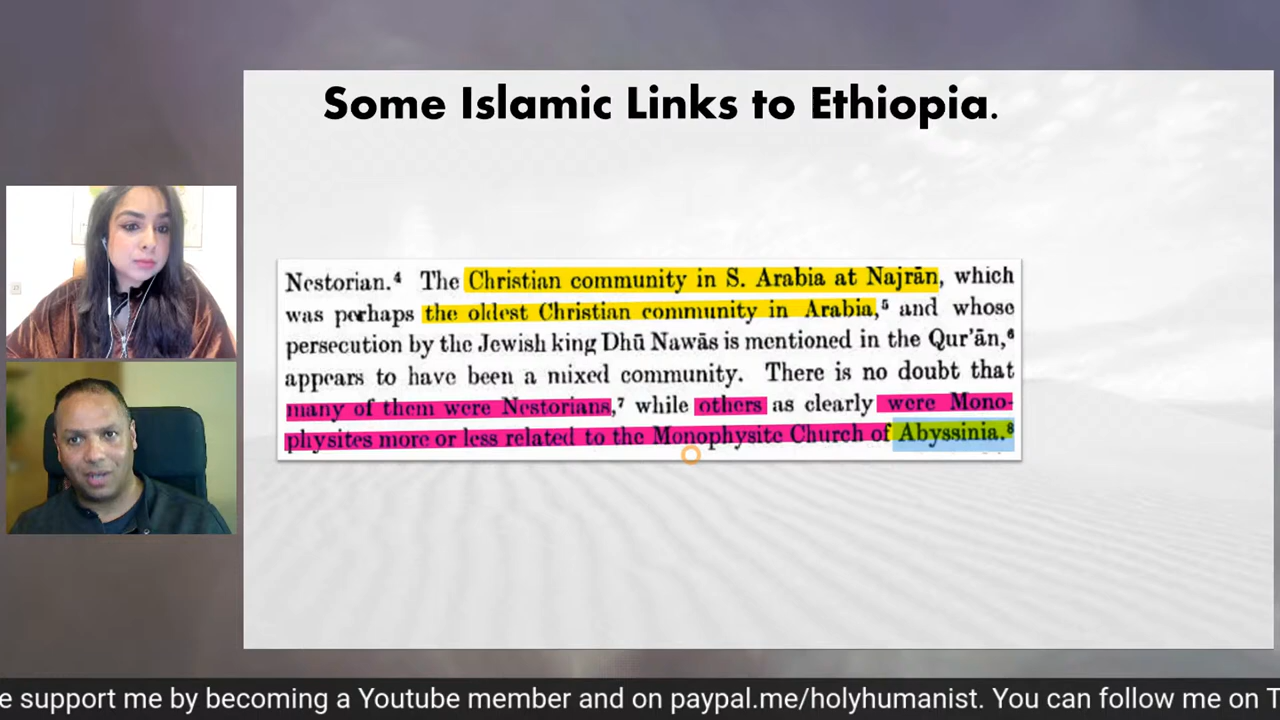 Some Islamic Links to Ethiopia.
Nestorian.⁴ The Christian community in S. Arabia at Najrān, which
was perhaps the oldest Christian community in Arabia,⁵ and whose
persecution by the Jewish king Dhū Nawās is mentioned in the Qur'ān,⁶
appears to have been a mixed community. There is no doubt that
many of them were Nestorians,⁷ while others as clearly were Mono-
physites more or less related to the Monophysite Church of Abyssinia.⁸
e support me by becoming a Youtube member and on paypal.me/holyhumanist. You can follow me on T